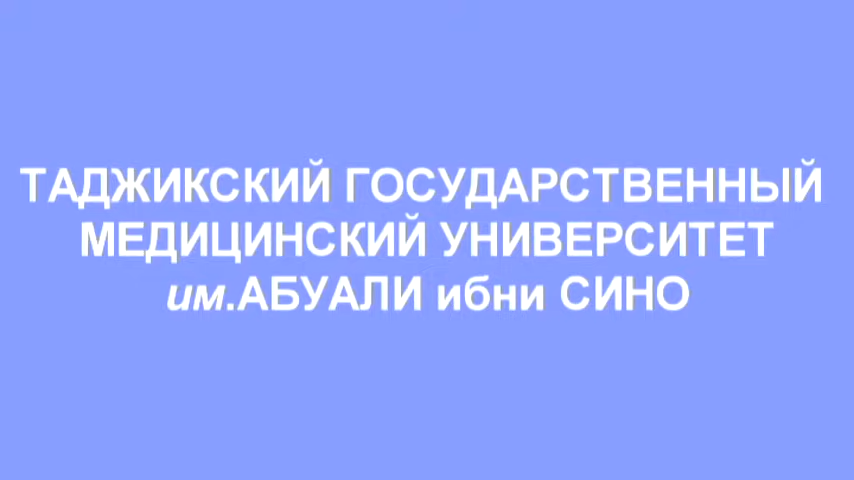 ТАДЖИКСКИЙ ГОСУДАРСТВЕННЫЙ
МЕДИЦИНСКИЙ УНИВЕРСИТЕТ
им.АБУАЛИ ибни СИНО